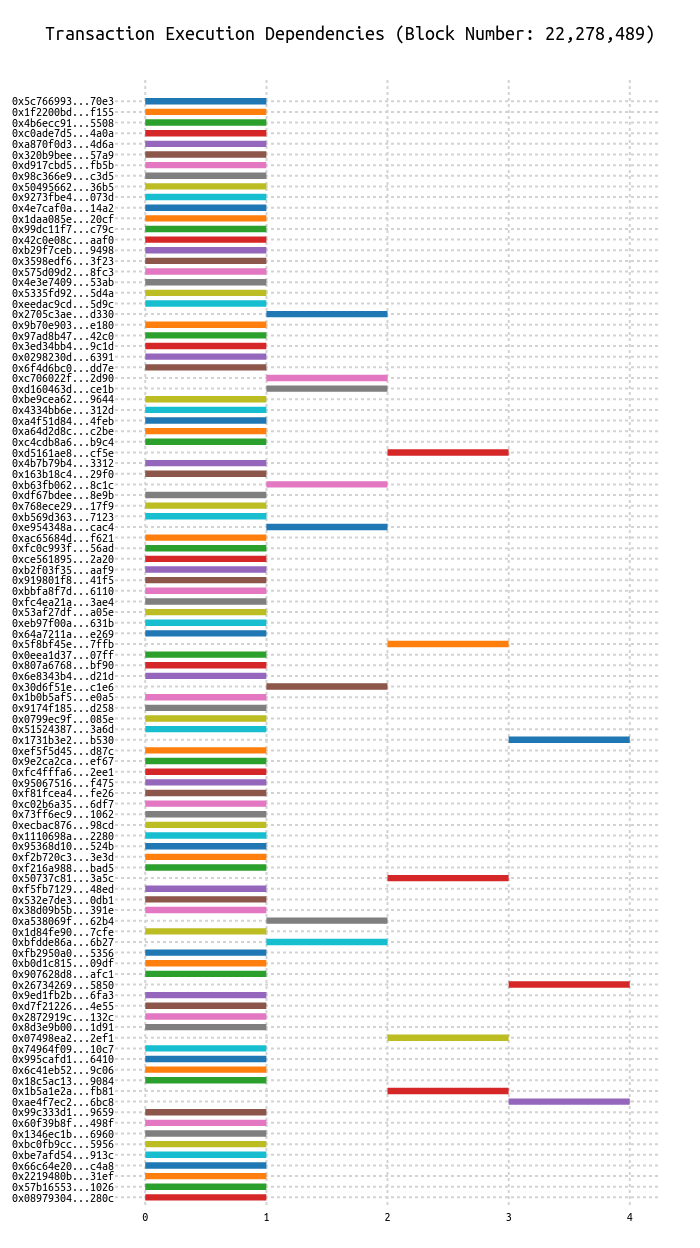 Transaction Execution Dependencies (Block Number: 22,278,489)
0x5c766993...70e3
0x1f2200bd...f155
0x4b6ecc91...5508
0xc0ade7d5...4a0a
0xa870f0d3...4d6a
0x320b9bee...57a9
0xd917cbd5...fb5b
0x98c366e9...c3d5
0x50495662...36b5
0x9273fbe4...073d
0x4e7caf0a...14a2
0x1daa085e...20cf
0x99dc11f7...c79c
0x42c0e08c...aaf0
0xb29f7ceb...9498
0x3598edf6...3f23
0x575d09d2...8fc3
0x4e3e7409...53ab
0x5335fd92...5d4a
0xeedac9cd...5d9c
0x2705c3ae...d330
0x9b70e903...e180
0x97ad8b47...42c0
0x3ed34bb4...9c1d
0x0298230d...6391
0x6f4d6bc0...dd7e
0xc706022f...2d90
0xd160463d...ce1b
0xbe9cea62...9644
0x4334bb6e...312d
0xa4f51d84...4feb
0xa64d2d8c...c2be
0xc4cdb8a6...b9c4
0xd5161ae8...cf5e
0x4b7b79b4...3312
0x163b18c4...29f0
0xb63fb062...8c1c
0xdf67bdee...8e9b
0x768ece29...17f9
0xb569d363...7123
0xe954348a...cac4
0xac65684d...f621
0xfc0c993f...56ad
0xce561895...2a20
0xb2f03f35...aaf9
0x919801f8...41f5
0xbbfa8f7d...6110
0xfc4ea21a...3ae4
0x53af27df...a05e
0xeb97f00a...631b
0x64a7211a...e269
0x5f8bf45e...7ffb
0x0eea1d37...07ff
0x807a6768...bf90
0x6e8343b4...d21d
0x30d6f51e...c1e6
0x1b0b5af5...e0a5
0x9174f185...d258
0x0799ec9f...085e
0x51524387...3a6d
0x1731b3e2...b530
0xef5f5d45...d87c
0x9e2ca2ca...ef67
0xfc4fffa6...2ee1
0x95067516...f475
0xf81fcea4...fe26
0xc02b6a35...6df7
0x73ff6ec9...1062
0xecbac876...98cd
0x1110698a...2280
0x95368d10...524b
0xf2b720c3...3e3d
0xf216a988...bad5
0x50737c81...3a5c
0xf5fb7129...48ed
0x532e7de3...0db1
0x38d09b5b...391e
0xa538069f...62b4
0x1d84fe90...7cfe
0xbfdde86a...6b27
0xfb2950a0...5356
0xb0d1c815...09df
0x907628d8...afc1
0x26734269...5850
0x9ed1fb2b...6fa3
0xd7f21226...4e55
0x2872919c...132c
0x8d3e9b00...1d91
0x07498ea2...2ef1
0x74964f09...10c7
0x995cafd1...6410
0x6c41eb52...9c06
0x18c5ac13...9084
0x1b5a1e2a...fb81
0xae4f7ec2...6bc8
0x99c333d1...9659
0x60f39b8f...498f
0x1346ec1b...6960
0xbc0fb9cc...5956
0xbe7afd54...913c
0x66c64e20...c4a8
0x2219480b...31ef
0x57b16553...1026
0x08979304...280c
0 1 2 3 4